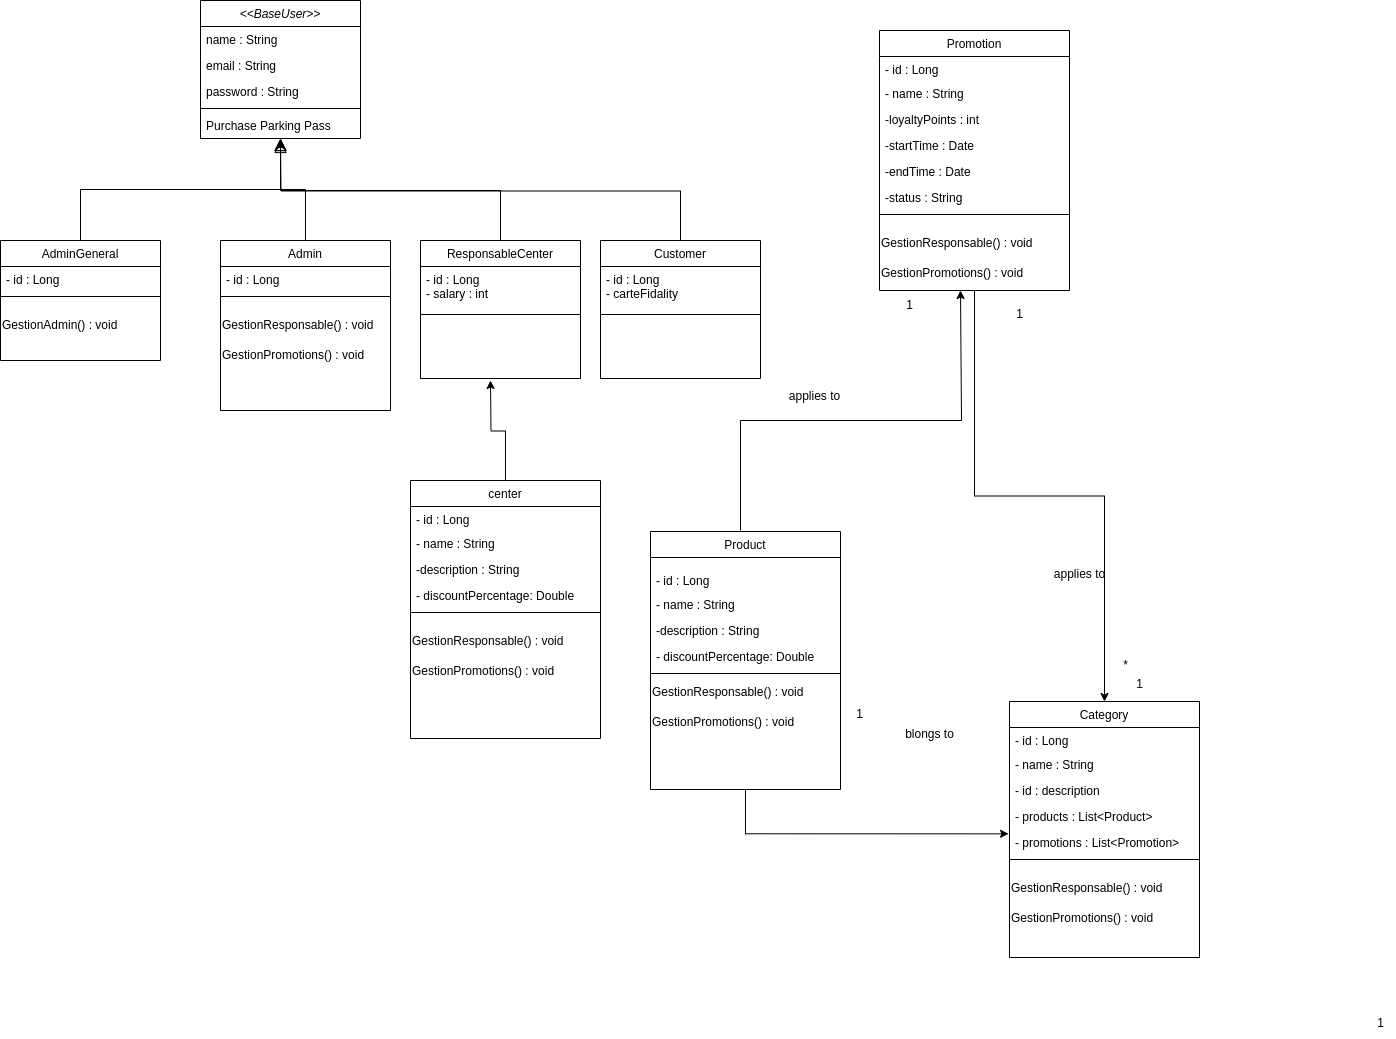 <<BaseUser>>
name : String
email : String
password : String
Purchase Parking Pass
Promotion
- id : Long
- name : String
-loyaltyPoints : int
-startTime : Date
-endTime : Date
-status : String
GestionResponsable() : void
GestionPromotions() : void
AdminGeneral
- id : Long
GestionAdmin() : void
Admin
- id : Long
GestionResponsable() : void
GestionPromotions() : void
ResponsableCenter
- id : Long
- salary : int
Customer
- id : Long
- carteFidality
1
1
applies to
center
- id : Long
- name : String
-description : String
- discountPercentage: Double
GestionResponsable() : void
GestionPromotions() : void
Product
- id : Long
- name : String
-description : String
- discountPercentage: Double
GestionResponsable() : void
GestionPromotions() : void
applies to
*
1
1
blongs to
Category
- id : Long
- name : String
- id : description
- products : List<Product>
- promotions : List<Promotion>
GestionResponsable() : void
GestionPromotions() : void
1